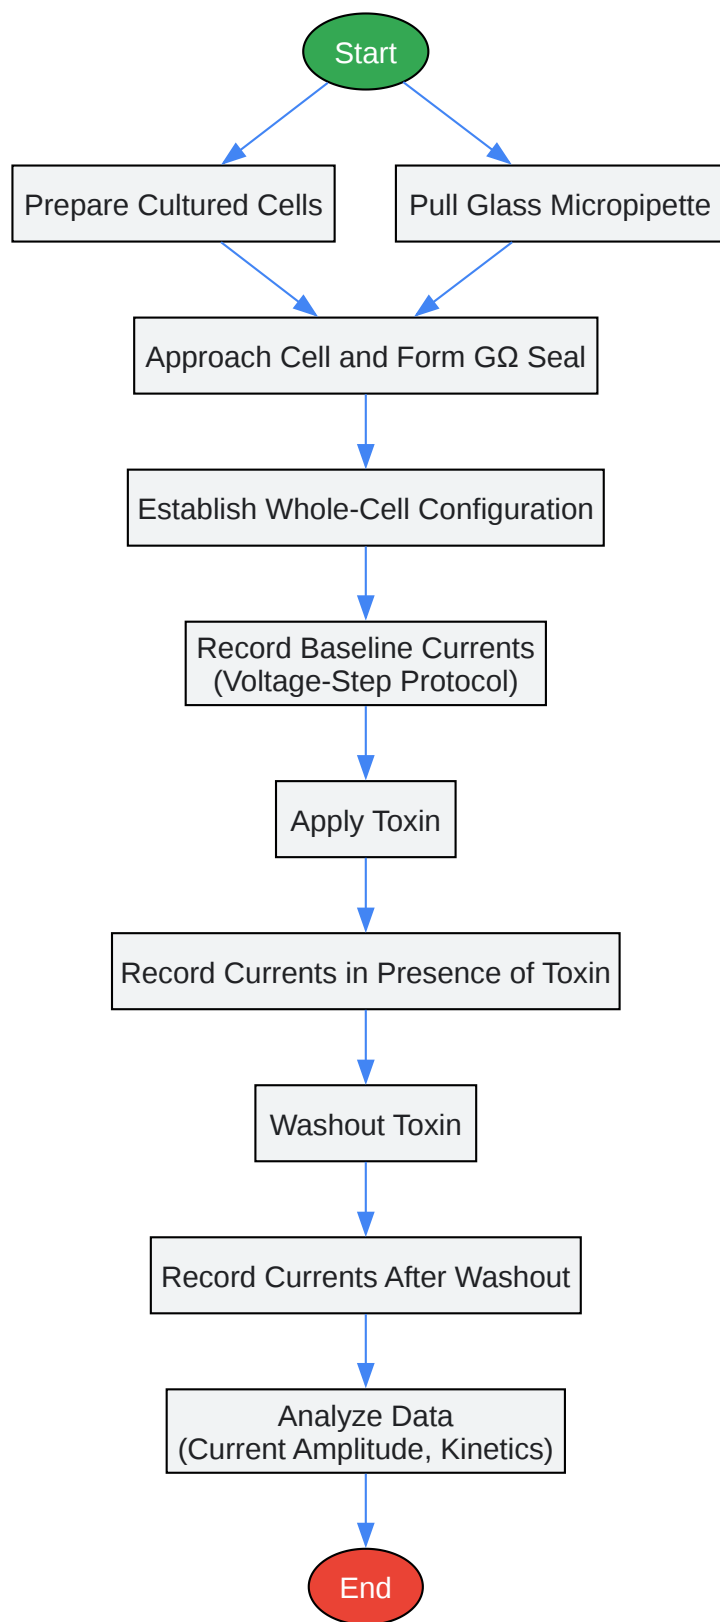 Start
Prepare Cultured Cells
Pull Glass Micropipette
Approach Cell and Form GΩ Seal
Establish Whole-Cell Configuration
Record Baseline Currents
(Voltage-Step Protocol)
Apply Toxin
Record Currents in Presence of Toxin
Washout Toxin
Record Currents After Washout
Analyze Data
(Current Amplitude, Kinetics)
End